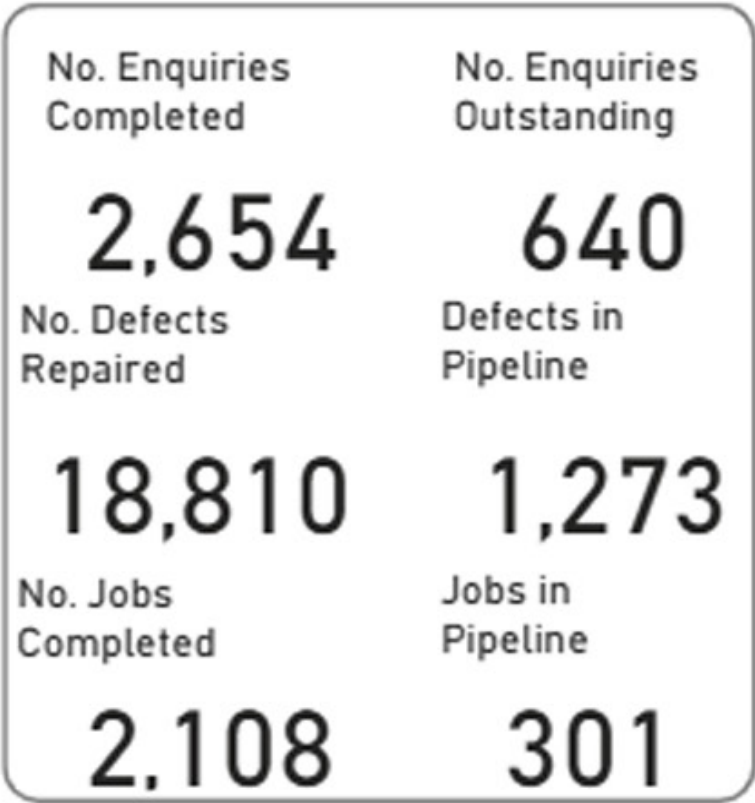 No. Enquiries
Completed
No. Enquiries
Outstanding
2,654
640
No. Defects
Repaired
Defects in
Pipeline
18,810
1,273
No. Jobs
Completed
Jobs in
Pipeline
2,108
301